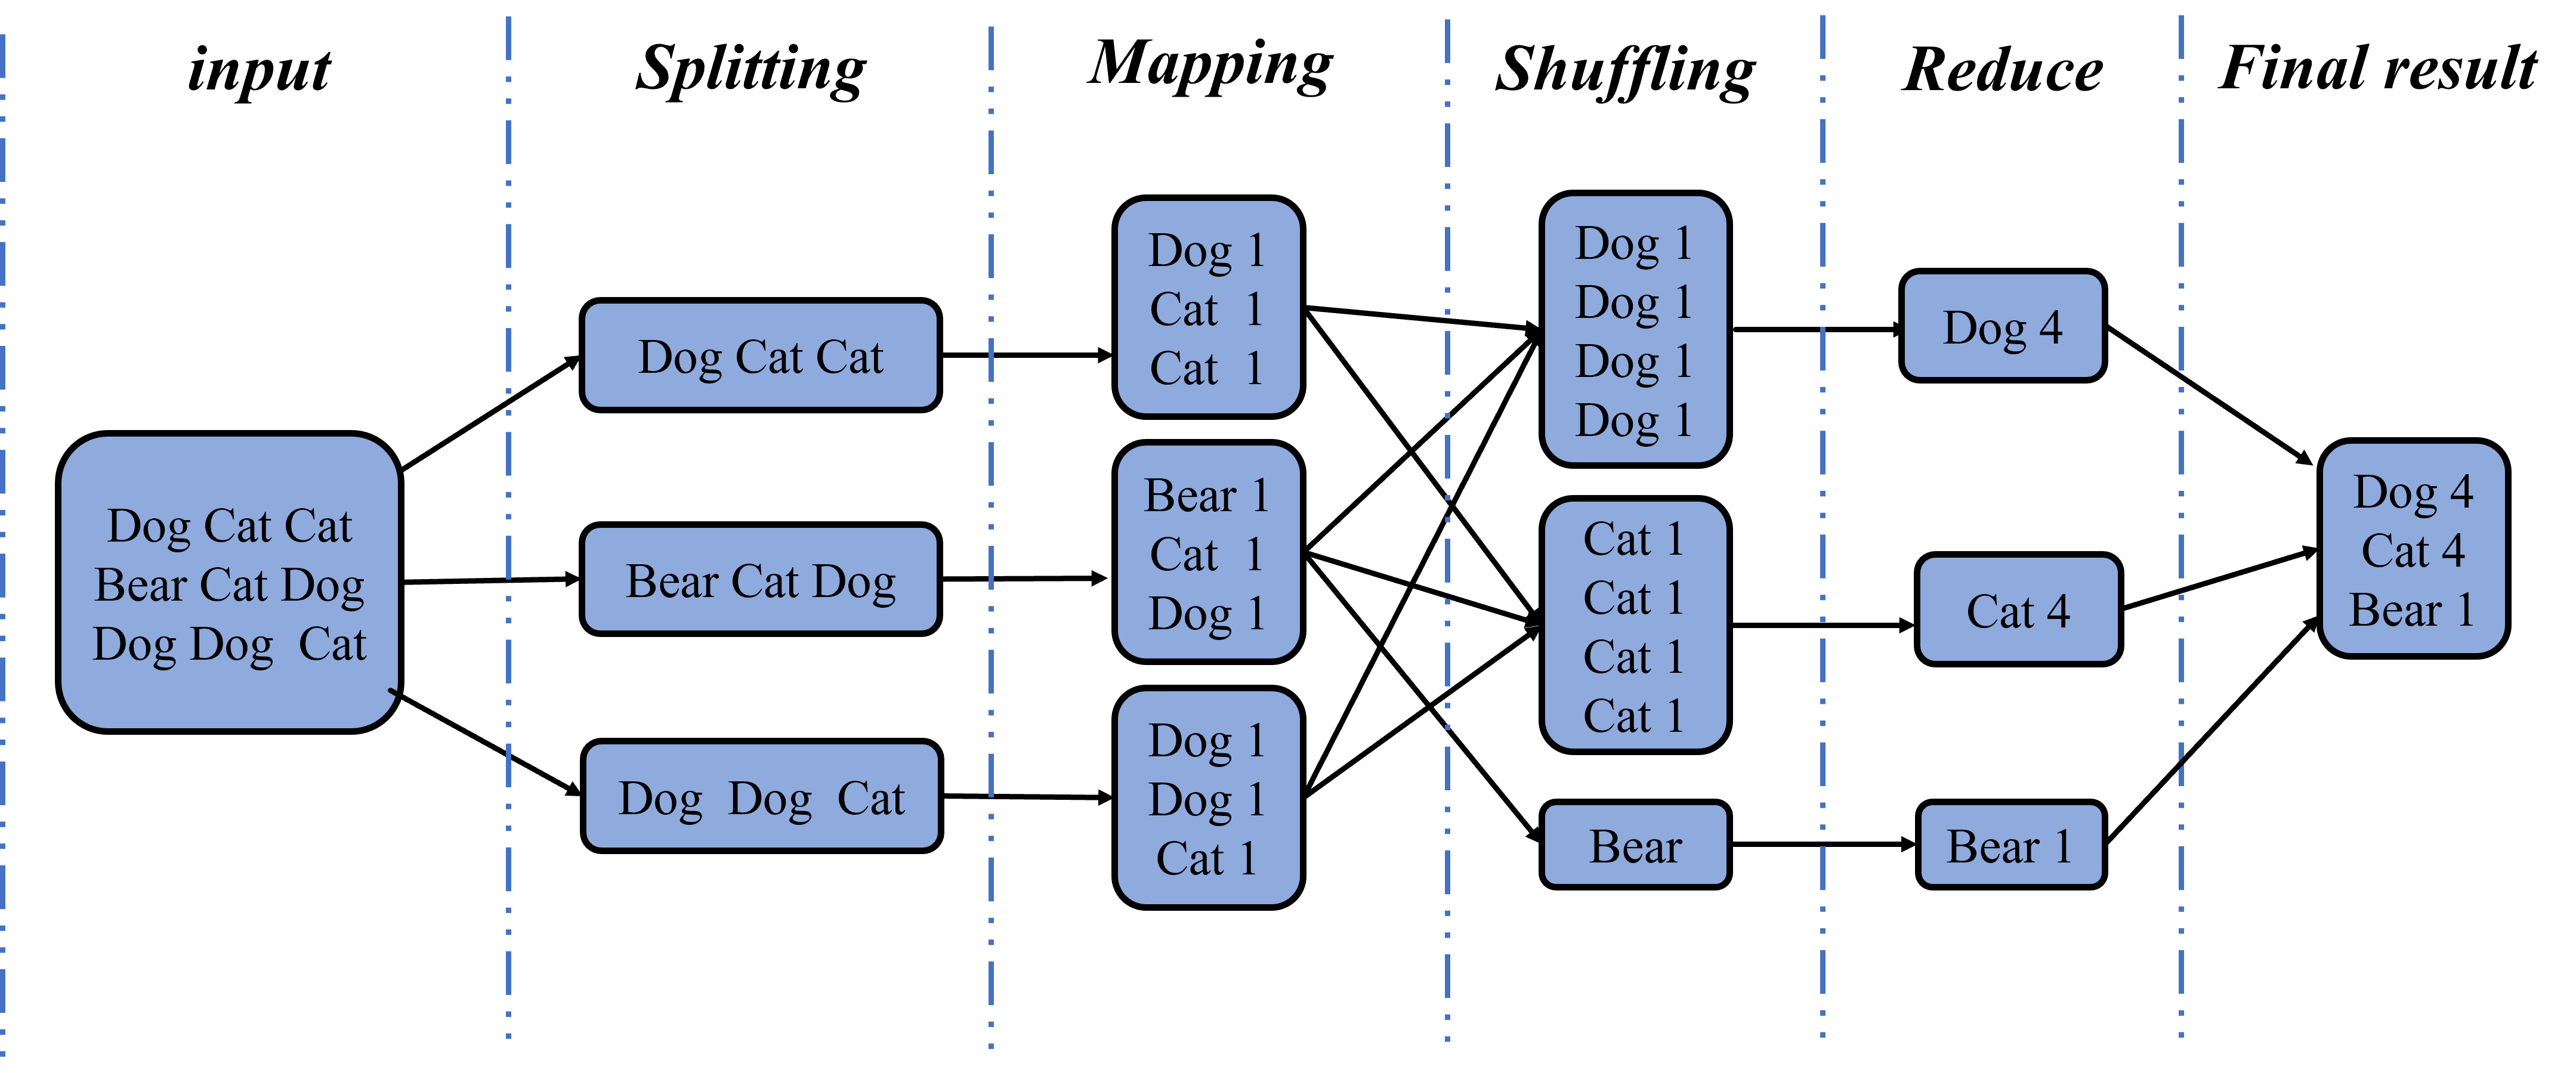 input
Splitting
Mapping
Shuffling
Reduce
Final result
Dog Cat Cat
Bear Cat Dog
Dog Dog  Cat
Dog Cat Cat
Bear Cat Dog
Dog  Dog  Cat
Dog 1
Cat  1
Cat  1
Bear 1
Cat  1
Dog 1
Dog 1
Dog 1
Cat 1
Dog 1
Dog 1
Dog 1
Dog 1
Cat 1
Cat 1
Cat 1
Cat 1
Bear
Dog 4
Cat 4
Bear 1
Dog 4
Cat 4
Bear 1